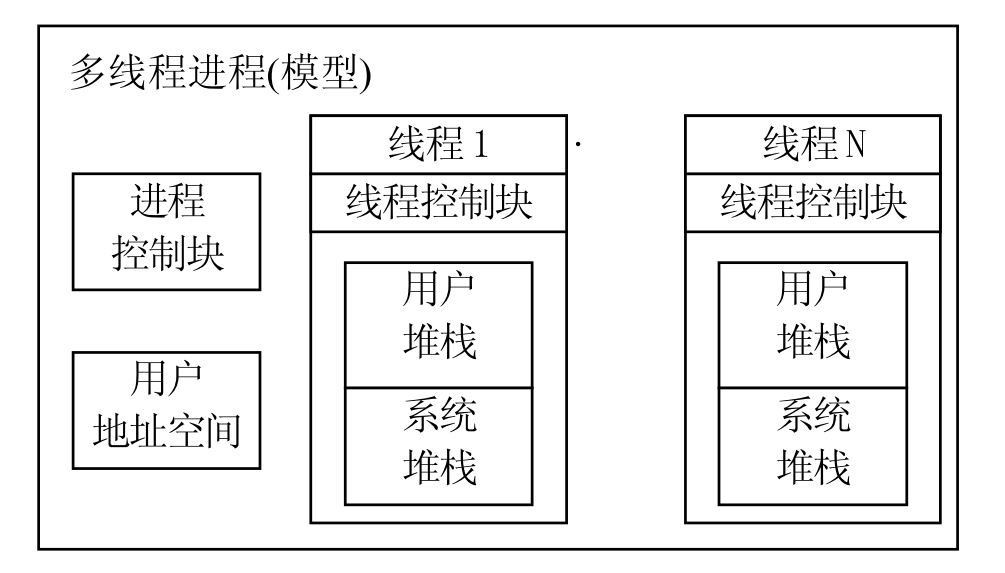 多线程进程(模型)
进程
控制块
用户
地址空间
线程1
线程控制块
用户
堆栈
系统
堆栈
线程N
线程控制块
用户
堆栈
系统
堆栈